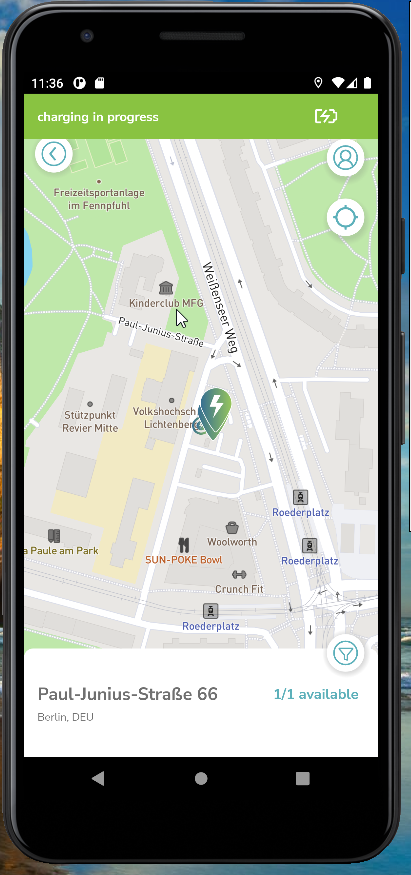 11:36
charging in progress
Freizeitsportanlage
im Fennpfuhl
Weißenseer Weg
Kinderclub MFG
Paul-Junius-Straße
Stützpunkt
Revier Mitte
Volkshochsch
Lichtenber
a Paule am Park
SUN-POKE Bowl
Woolworth
Crunch Fit
Roederplatz
Roederplatz
Roederplatz
Paul-Junius-Straße 66
1/1 available
Berlin, DEU